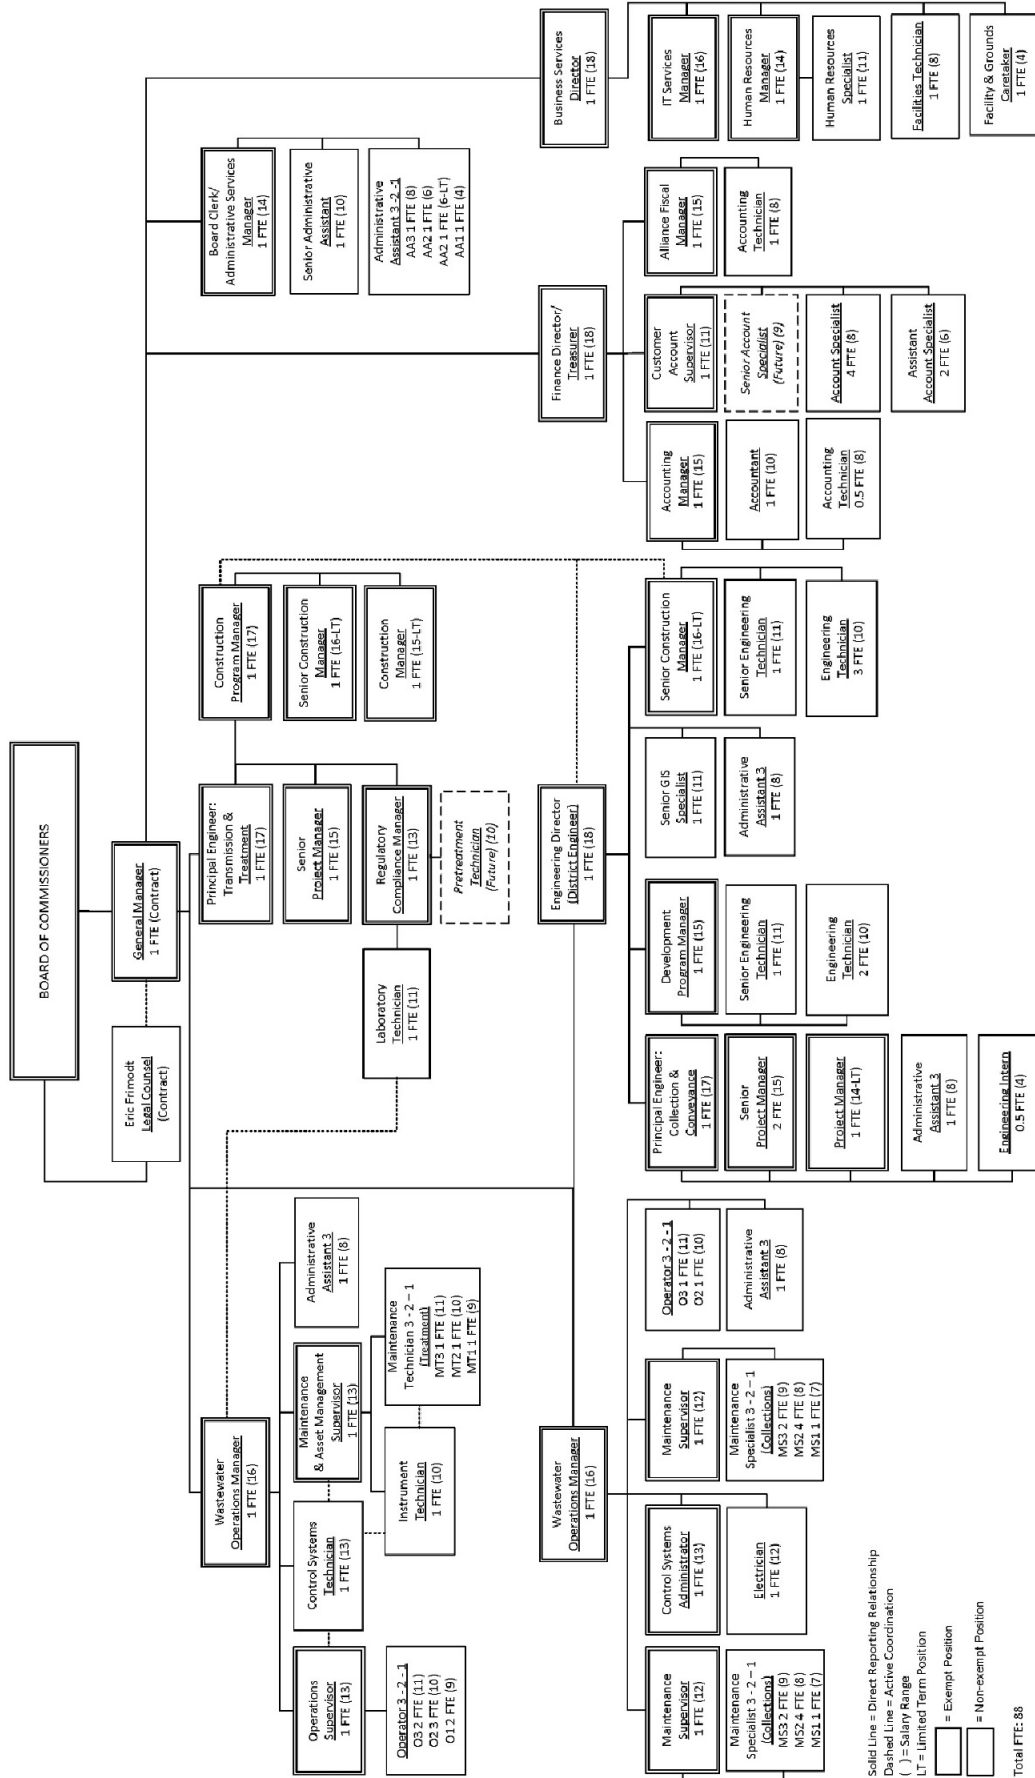 BOARD OF COMMISSIONERS
Eric Frimodt
Legal Counsel
(Contract)
General Manager
1 FTE (Contract)
Board Clerk/
Administrative Services
Manager
1 FTE (14)
Senior Administrative
Assistant
1 FTE (10)
Administrative
Assistant 3 -2 -1
AA3 1 FTE (8)
AA2 1 FTE (6)
AA2 1 FTE (6-LT)
AA1 1 FTE (4)
Wastewater
Operations Manager
1 FTE (16)
Operations
Supervisor
1 FTE (13)
Operator 3 - 2 - 1
O3 2 FTE (11)
O2 3 FTE (10)
O1 2 FTE (9)
Control Systems
Technician
1 FTE (13)
Maintenance
& Asset Management
Supervisor
1 FTE (13)
Instrument
Technician
1 FTE (10)
Maintenance
Technician 3 - 2 – 1
(Treatment)
MT3 1 FTE (11)
MT2 1 FTE (10)
MT1 1 FTE (9)
Administrative
Assistant 3
1 FTE (8)
Principal Engineer:
Transmission &
Treatment
1 FTE (17)
Senior
Project Manager
1 FTE (15)
Regulatory
Compliance Manager
1 FTE (13)
Laboratory
Technician
1 FTE (11)
Pretreatment
Technician
(Future) (10)
Construction
Program Manager
1 FTE (17)
Senior Construction
Manager
1 FTE (16-LT)
Construction
Manager
1 FTE (15-LT)
Wastewater
Operations Manager
1 FTE (16)
Maintenance
Supervisor
1 FTE (12)
Maintenance
Specialist 3 - 2 – 1
(Collections)
MS3 2 FTE (9)
MS2 4 FTE (8)
MS1 1 FTE (7)
Control Systems
Administrator
1 FTE (13)
Electrician
1 FTE (12)
Maintenance
Supervisor
1 FTE (12)
Maintenance
Specialist 3 - 2 – 1
(Collections)
MS3 2 FTE (9)
MS2 4 FTE (8)
MS1 1 FTE (7)
Operator 3 - 2 - 1
O3 1 FTE (11)
O2 1 FTE (10)
Administrative
Assistant 3
1 FTE (8)
Engineering Director
(District Engineer)
1 FTE (18)
Principal Engineer:
Collection &
Conveyance
1 FTE (17)
Senior
Project Manager
2 FTE (15)
Project Manager
1 FTE (14-LT)
Administrative
Assistant 3
1 FTE (8)
Engineering Intern
0.5 FTE (4)
Development
Program Manager
1 FTE (15)
Senior Engineering
Technician
1 FTE (11)
Engineering
Technician
2 FTE (10)
Senior GIS
Specialist
1 FTE (11)
Administrative
Assistant 3
1 FTE (8)
Senior Construction
Manager
1 FTE (16-LT)
Senior Engineering
Technician
1 FTE (11)
Engineering
Technician
3 FTE (10)
Finance Director/
Treasurer
1 FTE (18)
Accounting
Manager
1 FTE (15)
Accountant
1 FTE (10)
Accounting
Technician
0.5 FTE (8)
Customer
Account
Supervisor
1 FTE (11)
Senior Account
Specialist
(Future) (9)
Account Specialist
4 FTE (8)
Assistant
Account Specialist
2 FTE (6)
Alliance Fiscal
Manager
1 FTE (15)
Accounting
Technician
1 FTE (8)
Business Services
Director
1 FTE (18)
IT Services
Manager
1 FTE (16)
Human Resources
Manager
1 FTE (14)
Human Resources
Specialist
1 FTE (11)
Facilities Technician
1 FTE (8)
Facility & Grounds
Caretaker
1 FTE (4)
Solid Line = Direct Reporting Relationship
Dashed Line = Active Coordination
( ) = Salary Range
LT = Limited Term Position
= Exempt Position
= Non-exempt Position
Total FTE: 88